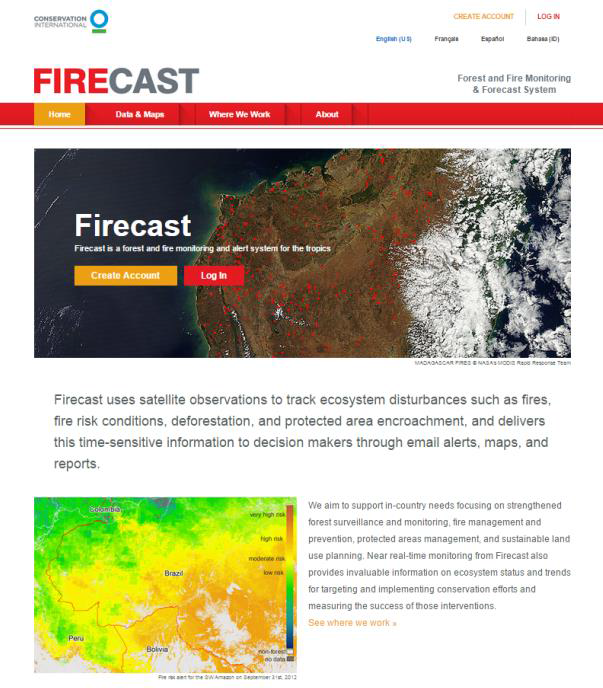 CONSERVATION
INTERNATIONAL
CREATE ACCOUNT
LOG IN
English (US)
Français
Español
Bahasa (ID)
FIRECAST
Forest and Fire Monitoring
& Forecast System
Home
Data & Maps
Where We Work
About
Firecast
Firecast is a forest and fire monitoring and alert system for the tropics
Create Account
Log In
MADAGASCAR FIRES © NASA's MODIS Rapid Response Team
Firecast uses satellite observations to track ecosystem disturbances such as fires,
fire risk conditions, deforestation, and protected area encroachment, and delivers
this time-sensitive information to decision makers through email alerts, maps, and
reports.
Colombia
very high risk
high risk
moderate risk
low risk
Brazil
Peru
Bolivia
non-forest
no data
Fire risk alert for the SW Amazon on September 31st, 2012
We aim to support in-country needs focusing on strengthened
forest surveillance and monitoring, fire management and
prevention, protected areas management, and sustainable land
use planning. Near real-time monitoring from Firecast also
provides invaluable information on ecosystem status and trends
for targeting and implementing conservation efforts and
measuring the success of those interventions.
See where we work »